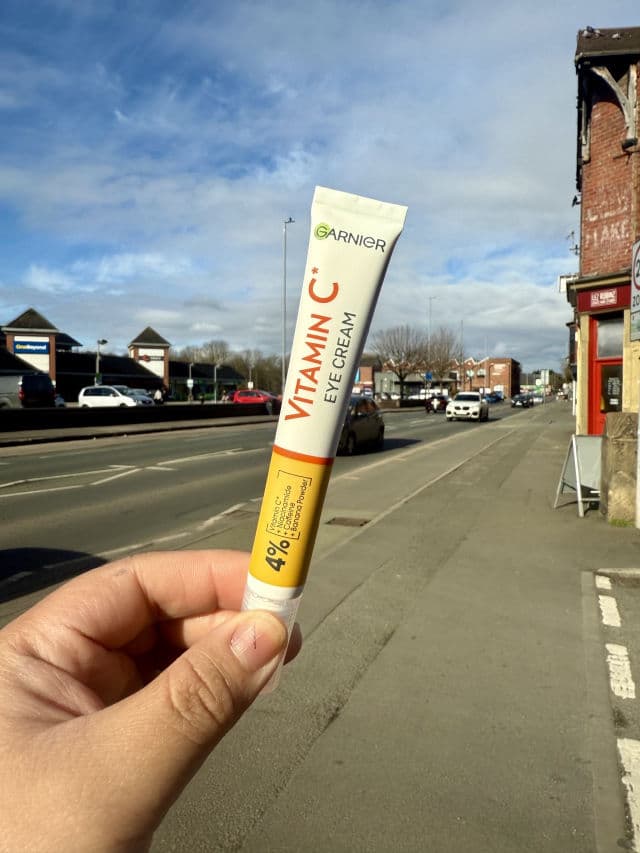 GARNIER
VITAMIN C*
EYE CREAM
4%
Vitamin C*
+ Niacinamide
+ Caffeine
+ Banana Powder